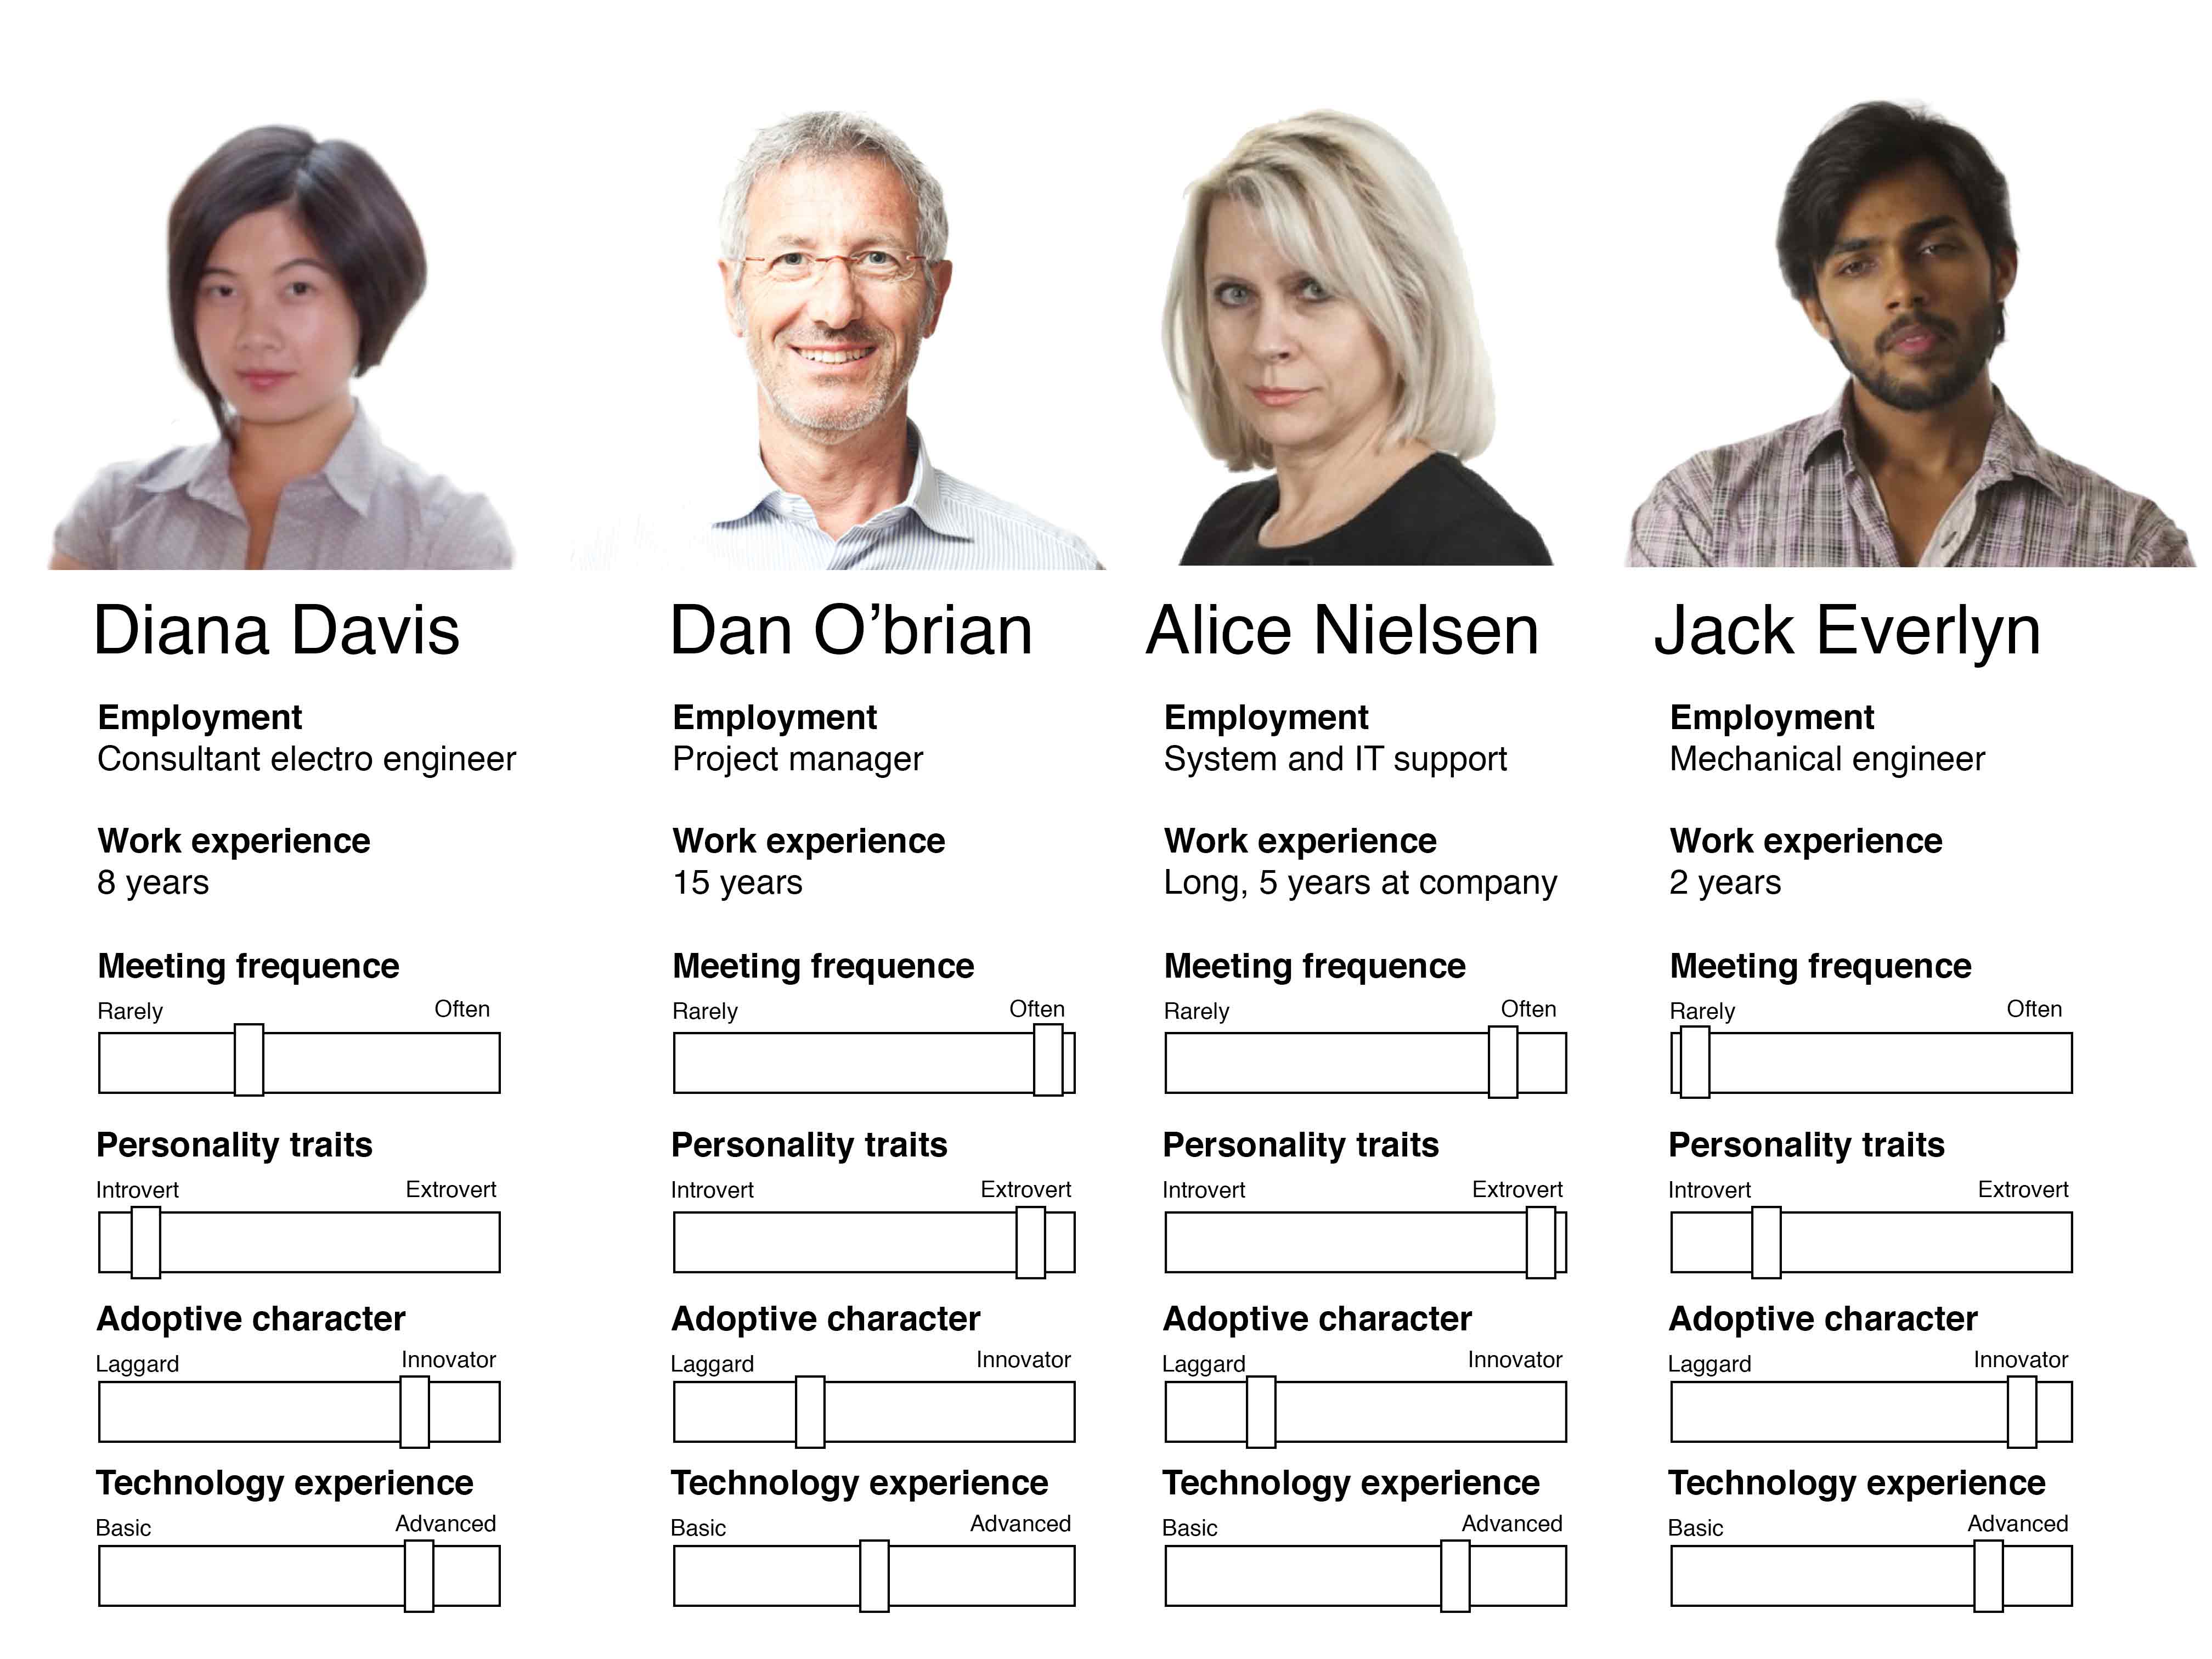 Diana Davis
Employment
Consultant electro engineer
Work experience
8 years
Meeting frequence
Rarely Often
Personality traits
Introvert Extrovert
Adoptive character
Laggard Innovator
Technology experience
Basic Advanced
Dan O’brian
Employment
Project manager
Work experience
15 years
Meeting frequence
Rarely Often
Personality traits
Introvert Extrovert
Adoptive character
Laggard Innovator
Technology experience
Basic Advanced
Alice Nielsen
Employment
System and IT support
Work experience
Long, 5 years at company
Meeting frequence
Rarely Often
Personality traits
Introvert Extrovert
Adoptive character
Laggard Innovator
Technology experience
Basic Advanced
Jack Everlyn
Employment
Mechanical engineer
Work experience
2 years
Meeting frequence
Rarely Often
Personality traits
Introvert Extrovert
Adoptive character
Laggard Innovator
Technology experience
Basic Advanced